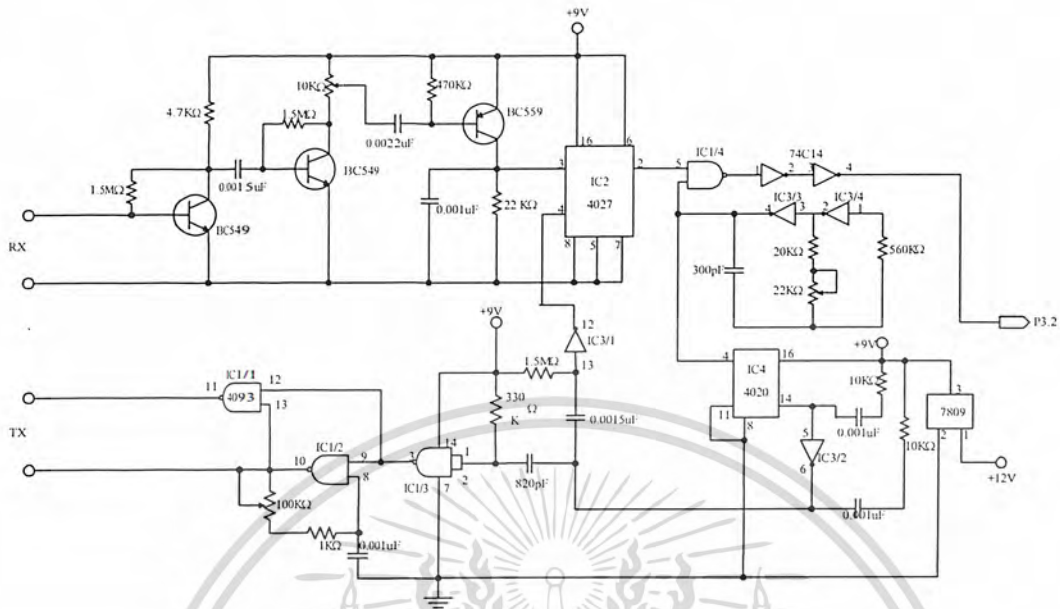 +9V
10KΩ
470KΩ
BC559
4.7KΩ
1.5MΩ
0.0022uF
16
6
BC549
0.0015uF
3
2
5
IC1/4
74C14
1
2
3
4
1.5MΩ
IC2
4027
IC3/3
IC3/4
4
3
2
1
0.001uF
22 KΩ
4
BC549
20KΩ
560KΩ
RX
8
5
7
300pF
22KΩ
P3.2
+9V
12
IC3/1
+9V
1.5MΩ
13
4
16
IC4
4020
10KΩ
3
IC1/1
11
12
4093
13
330
Ω
K
0.0015uF
11
14
7809
8
0.001uF
2
1
TX
IC1/2
14
5
10KΩ
10
9
3
1
IC3/2
+12V
8
2
820pF
6
IC1/3
7
100KΩ
0.001uF
1KΩ
0.001uF